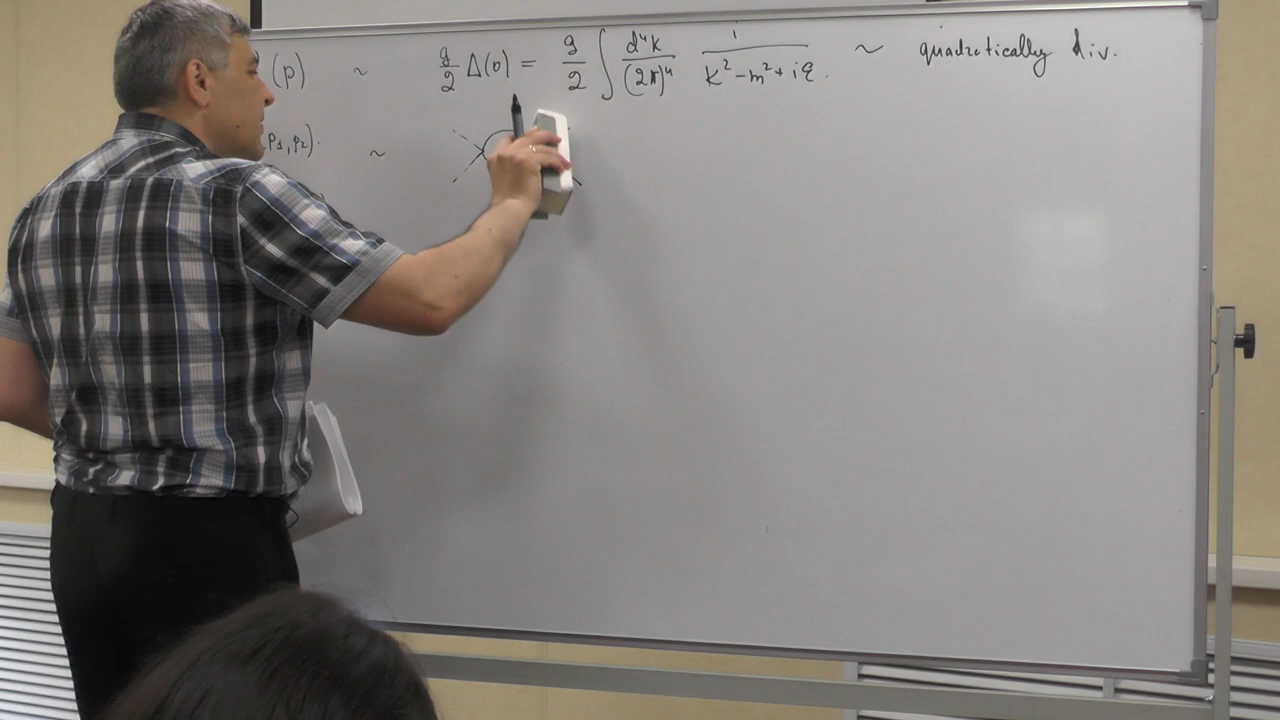 (p) ~ g/2 Δ(0) = g/2 ∫ d⁴k/(2π)⁴ 1/(k² − m² + iε) ~ quadratically div.
p₁, p₂). ~